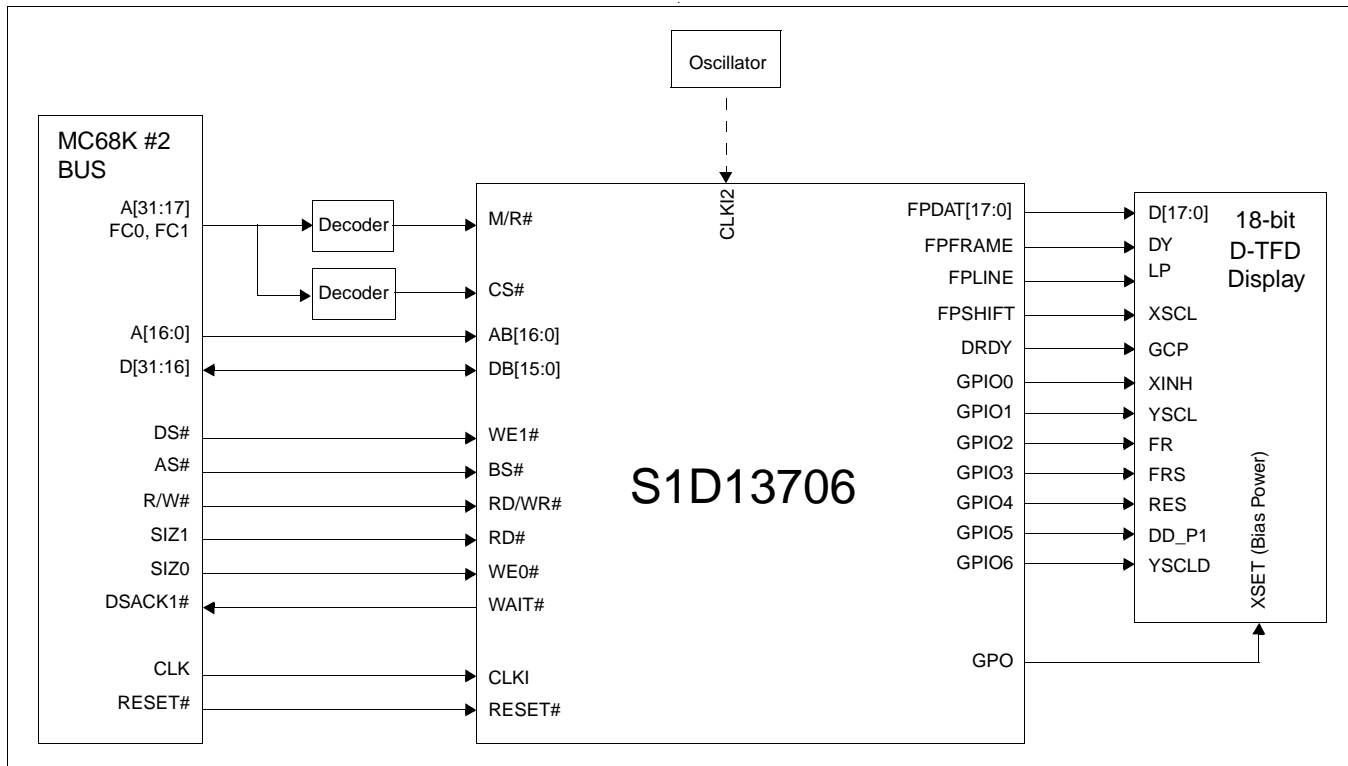 Oscillator
MC68K #2
BUS
A[31:17]
FC0, FC1
Decoder
Decoder
A[16:0]
D[31:16]
DS#
AS#
R/W#
SIZ1
SIZ0
DSACK1#
CLK
RESET#
M/R#
CS#
AB[16:0]
DB[15:0]
WE1#
BS#
RD/WR#
RD#
WE0#
WAIT#
CLKI
RESET#
CLKI2
S1D13706
FPDAT[17:0]
FPFRAME
FPLINE
FPSHIFT
DRDY
GPIO0
GPIO1
GPIO2
GPIO3
GPIO4
GPIO5
GPIO6
GPO
D[17:0]
DY
LP
XSCL
GCP
XINH
YSCL
FR
FRS
RES
DD_P1
YSCLD
18-bit
D-TFD
Display
XSET (Bias Power)